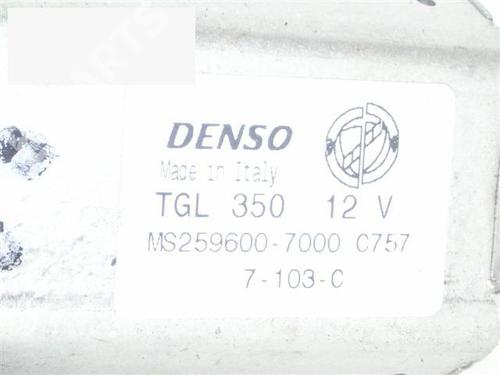 DENSO
Made in Italy
TGL 350 12 V
MS259600-7000 C757
7-103-C